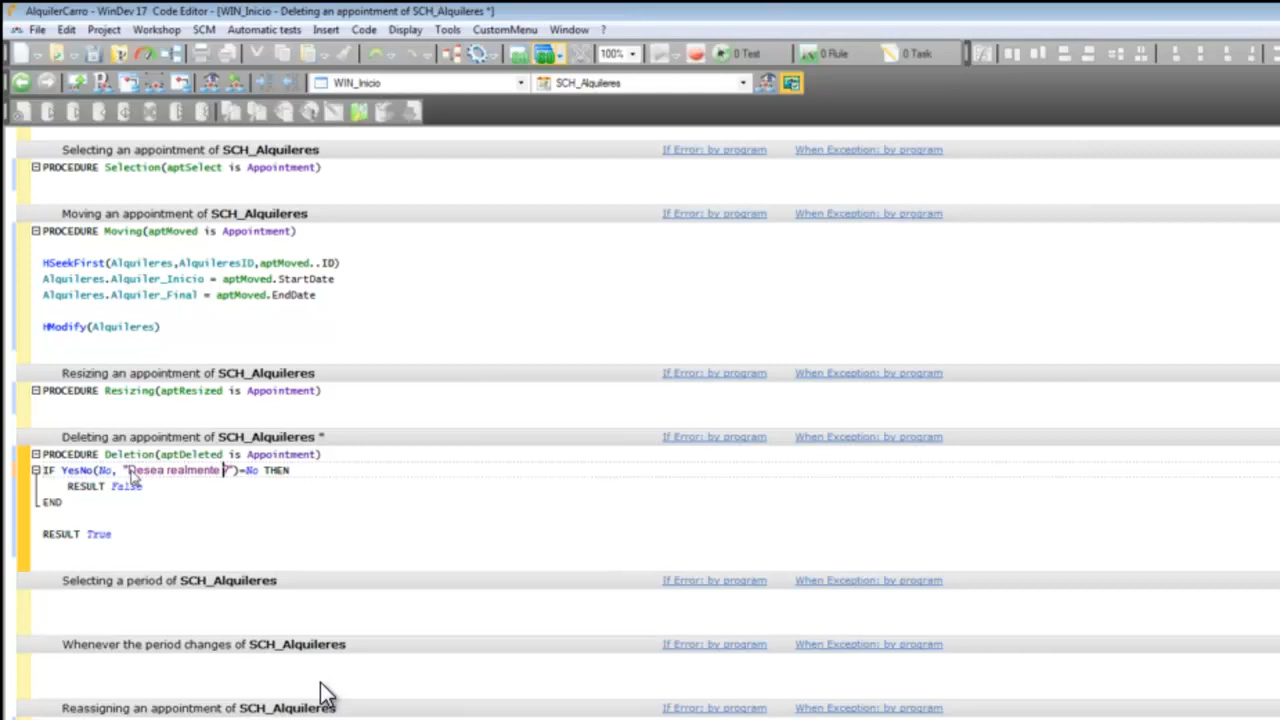 AlquilerCarro - WinDev 17 Code Editor - [WIN_Inicio - Deleting an appointment of SCH_Alquileres *]
File Edit Project Workshop SCM Automatic tests Insert Code Display Tools CustomMenu Window ?
100% 0 Test 0 Rule 0 Task
WIN_Inicio SCH_Alquileres
Selecting an appointment of SCH_Alquileres If Error: by program When Exception: by program
PROCEDURE Selection(aptSelect is Appointment)
Moving an appointment of SCH_Alquileres If Error: by program When Exception: by program
PROCEDURE Moving(aptMoved is Appointment)
HSeekFirst(Alquileres,AlquileresID,aptMoved..ID)
Alquileres.Alquiler_Inicio = aptMoved.StartDate
Alquileres.Alquiler_Final = aptMoved.EndDate
HModify(Alquileres)
Resizing an appointment of SCH_Alquileres If Error: by program When Exception: by program
PROCEDURE Resizing(aptResized is Appointment)
Deleting an appointment of SCH_Alquileres * If Error: by program When Exception: by program
PROCEDURE Deletion(aptDeleted is Appointment)
IF YesNo(No, "Desea realmente ?")=No THEN
RESULT False
END
RESULT True
Selecting a period of SCH_Alquileres If Error: by program When Exception: by program
Whenever the period changes of SCH_Alquileres If Error: by program When Exception: by program
Reassigning an appointment of SCH_Alquileres If Error: by program When Exception: by program